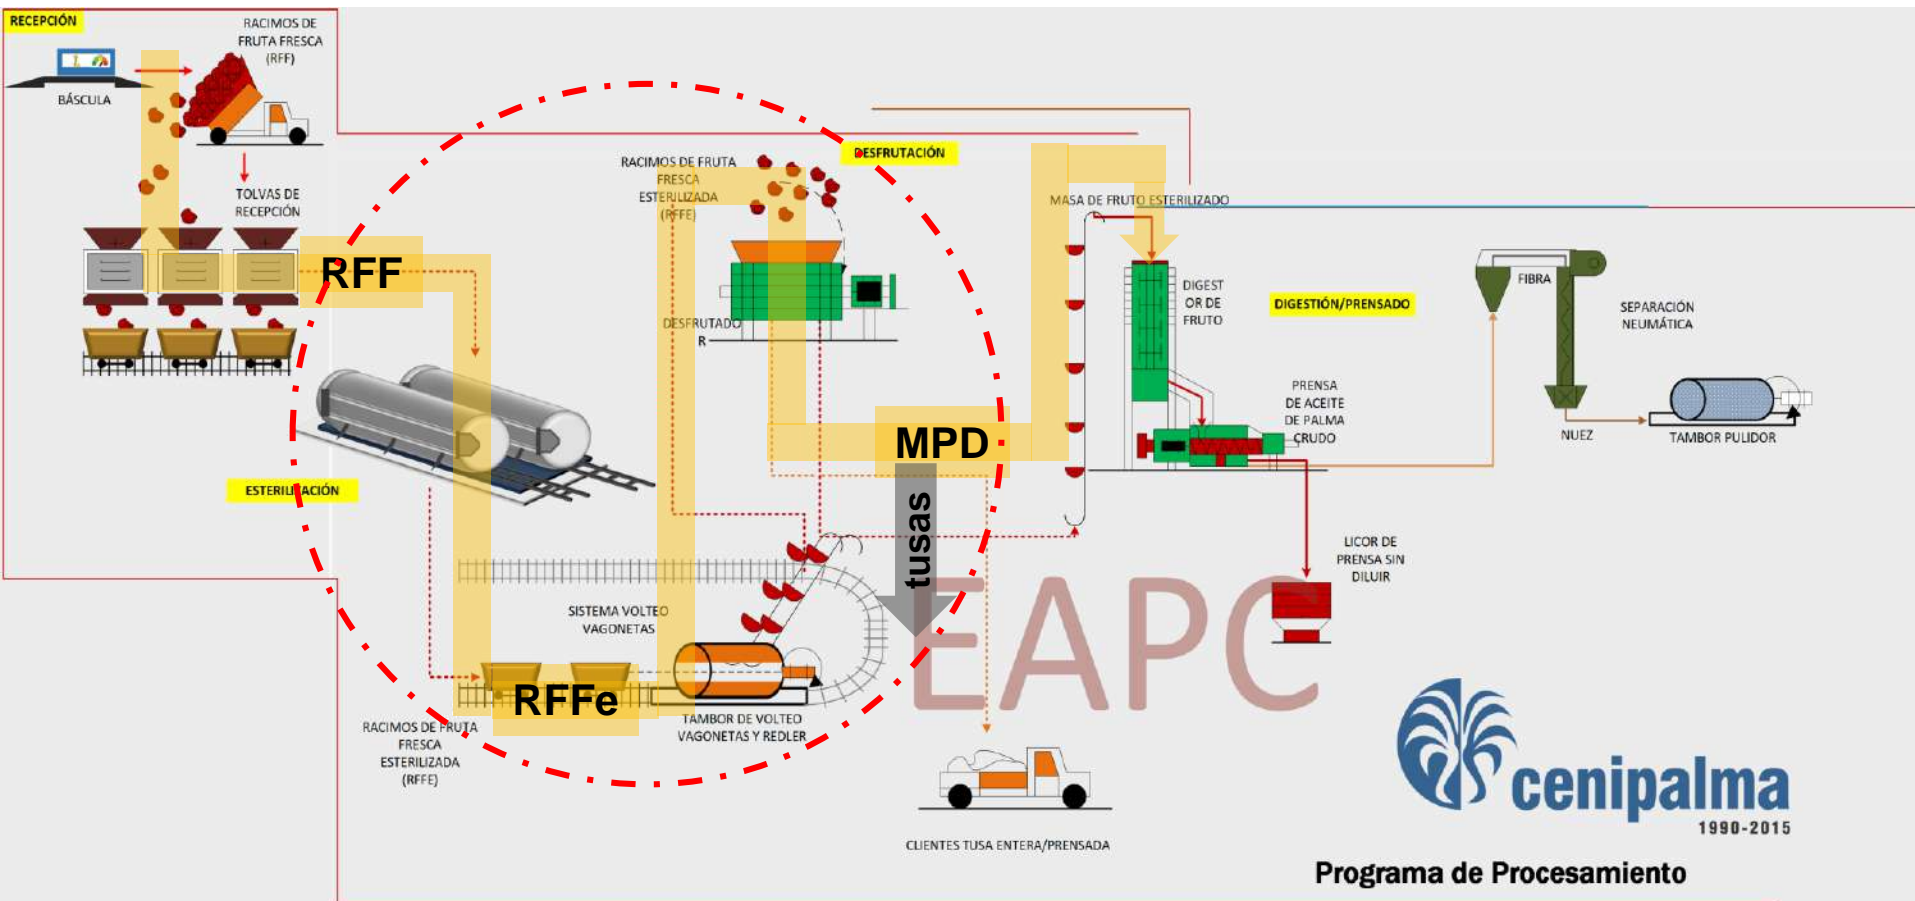 RECEPCIÓN
BÁSCULA
RACIMOS DE
FRUTA FRESCA
(RFF)
TOLVAS DE
RECEPCIÓN
RFF
ESTERILIZACIÓN
RACIMOS DE FRUTA
FRESCA
ESTERILIZADA
(RFFE)
RFFe
SISTEMA VOLTEO
VAGONETAS
TAMBOR DE VOLTEO
VAGONETAS Y REDLER
RACIMOS DE FRUTA
FRESCA
ESTERILIZADA
(RFFE)
DESFRUTACIÓN
DESFRUTADO
R
MPD
tusas
CLIENTES TUSA ENTERA/PRENSADA
MASA DE FRUTO ESTERILIZADO
DIGEST
OR DE
FRUTO
DIGESTIÓN/PRENSADO
PRENSA
DE ACEITE
DE PALMA
CRUDO
LICOR DE
PRENSA SIN
DILUIR
FIBRA
SEPARACIÓN
NEUMÁTICA
NUEZ
TAMBOR PULIDOR
EAPC
cenipalma
1990-2015
Programa de Procesamiento